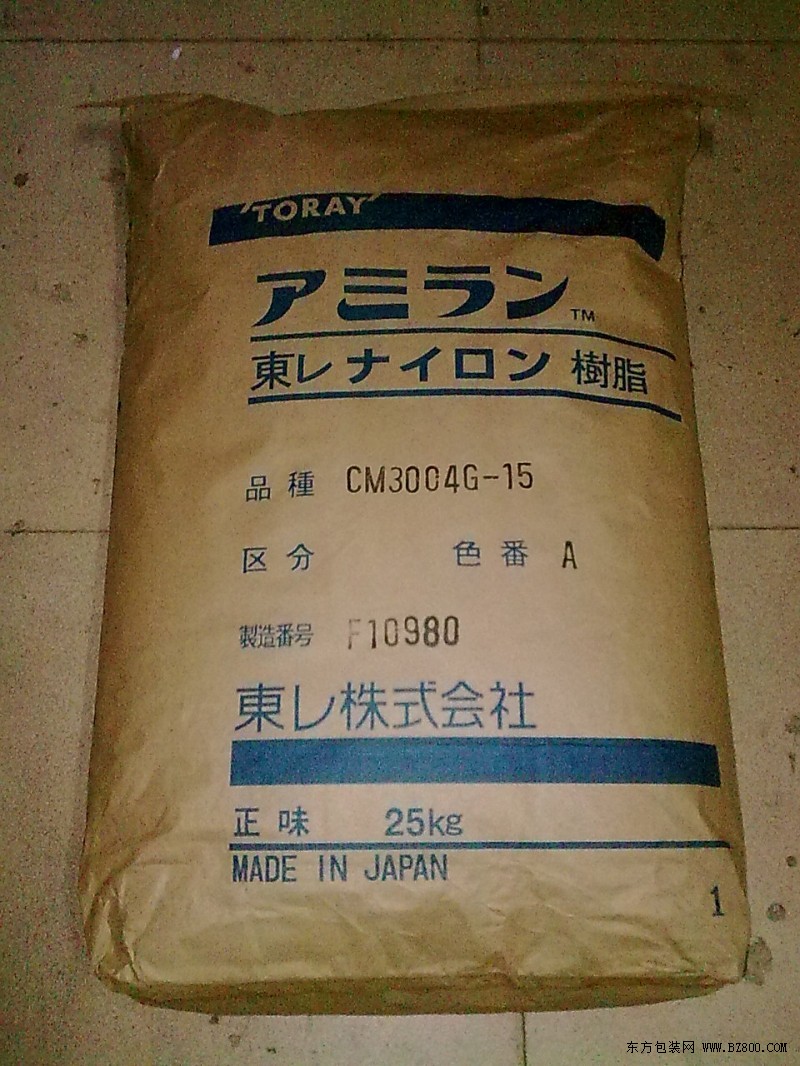 'TORAY'
アミラン™
東レ ナイロン 樹脂
品種 CM3004G-15
区分 色番 A
製造番号 F10980
東レ株式会社
正味 25kg
MADE IN JAPAN
1
东方包装网 www.BZ800.COM